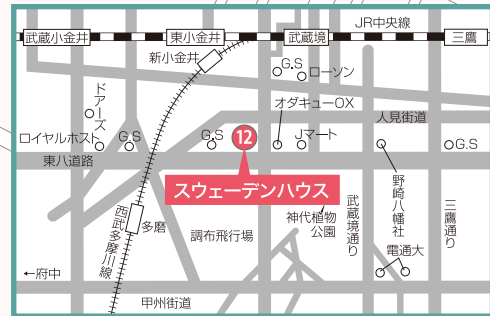 JR中央線
武蔵小金井
東小金井
武蔵境
三鷹
新小金井
G.S
ローソン
ドアーズ
オダキューOX
人見街道
ロイヤルホスト
G.S
G.S
12
Jマート
G.S
東八道路
スウェーデンハウス
野崎八幡社
西武多摩川線
多磨
調布飛行場
神代植物
公園
武蔵境通り
三鷹通り
電通大
←府中
甲州街道